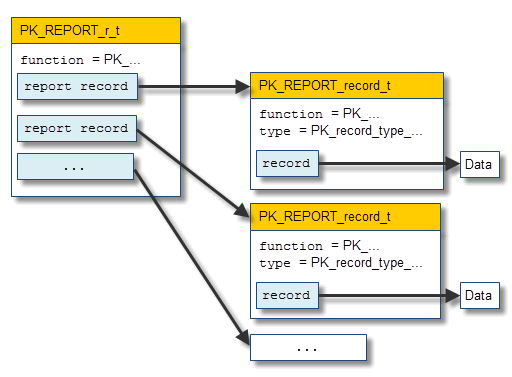 PK_REPORT_r_t
function = PK_...
report record
report record
...
PK_REPORT_record_t
function = PK_...
type = PK_record_type_...
record
Data
PK_REPORT_record_t
function = PK_...
type = PK_record_type_...
record
Data
...